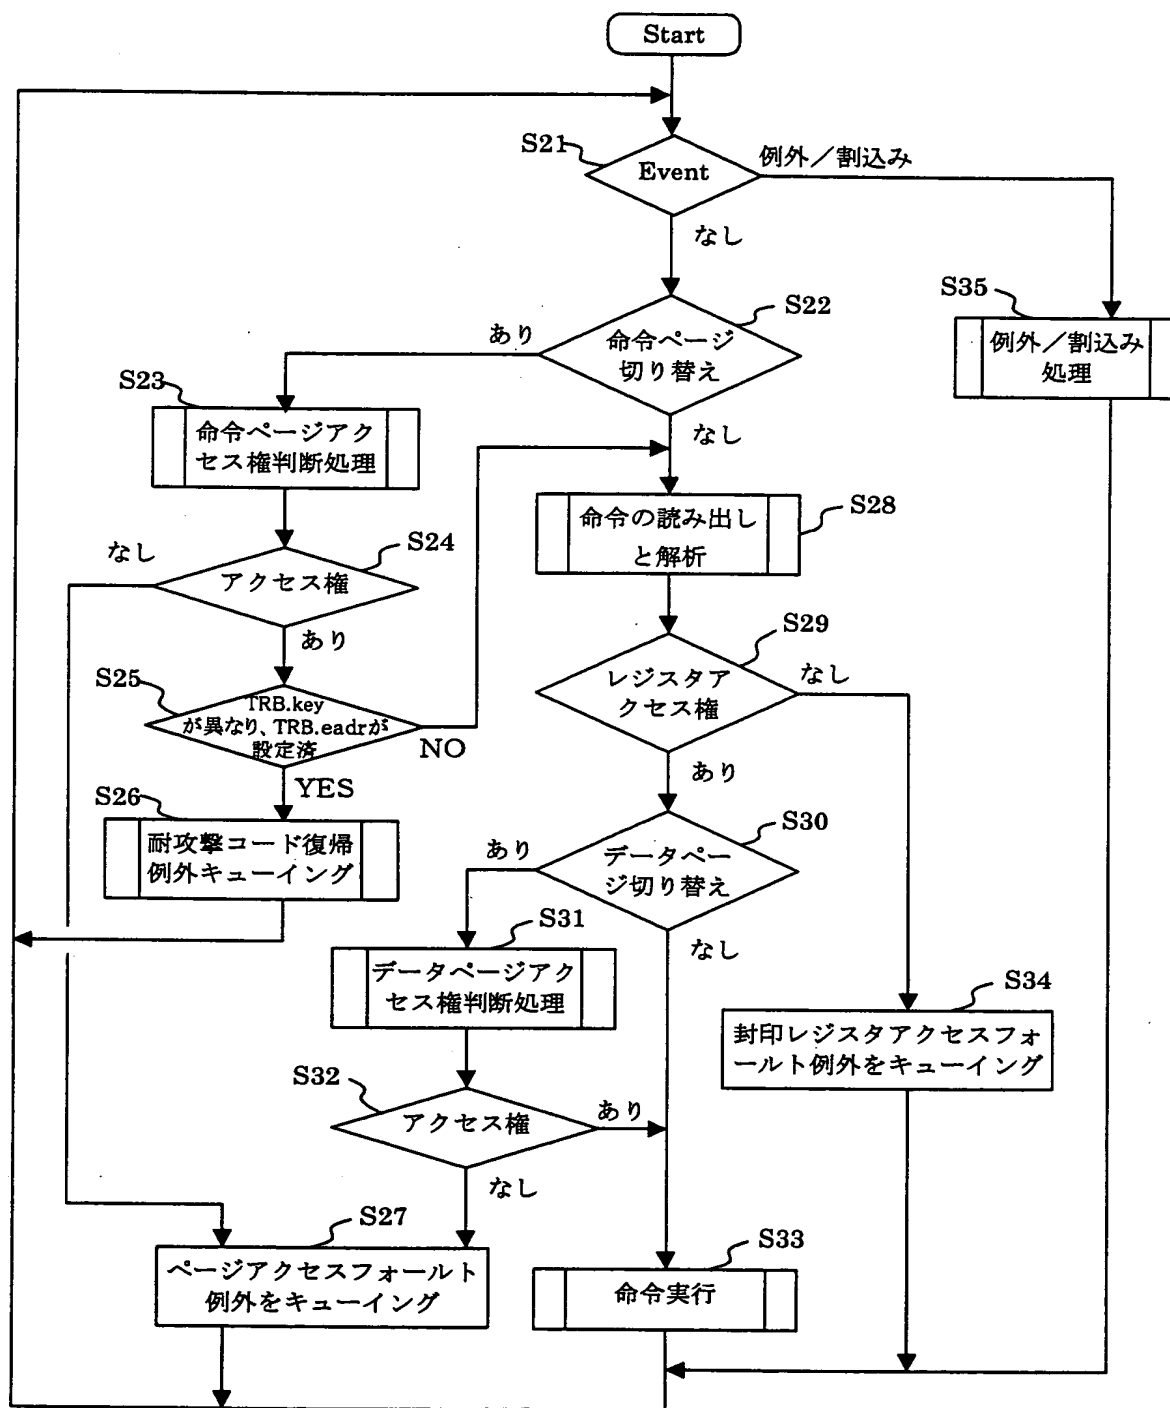 Start
S21
Event
例外／割込み
なし
S22
命令ページ
切り替え
あり
なし
S35
例外／割込み
処理
S23
命令ページアク
セス権判断処理
S28
命令の読み出し
と解析
S24
アクセス権
なし
あり
S29
レジスタア
クセス権
なし
あり
S25
TRB.key
が異なり、TRB.eadrが
設定済
NO
YES
S26
耐攻撃コード復帰
例外キューイング
S30
データペー
ジ切り替え
あり
なし
S31
データページアク
セス権判断処理
S34
封印レジスタアクセスフォ
ールト例外をキューイング
S32
アクセス権
あり
なし
S27
ページアクセスフォールト
例外をキューイング
S33
命令実行